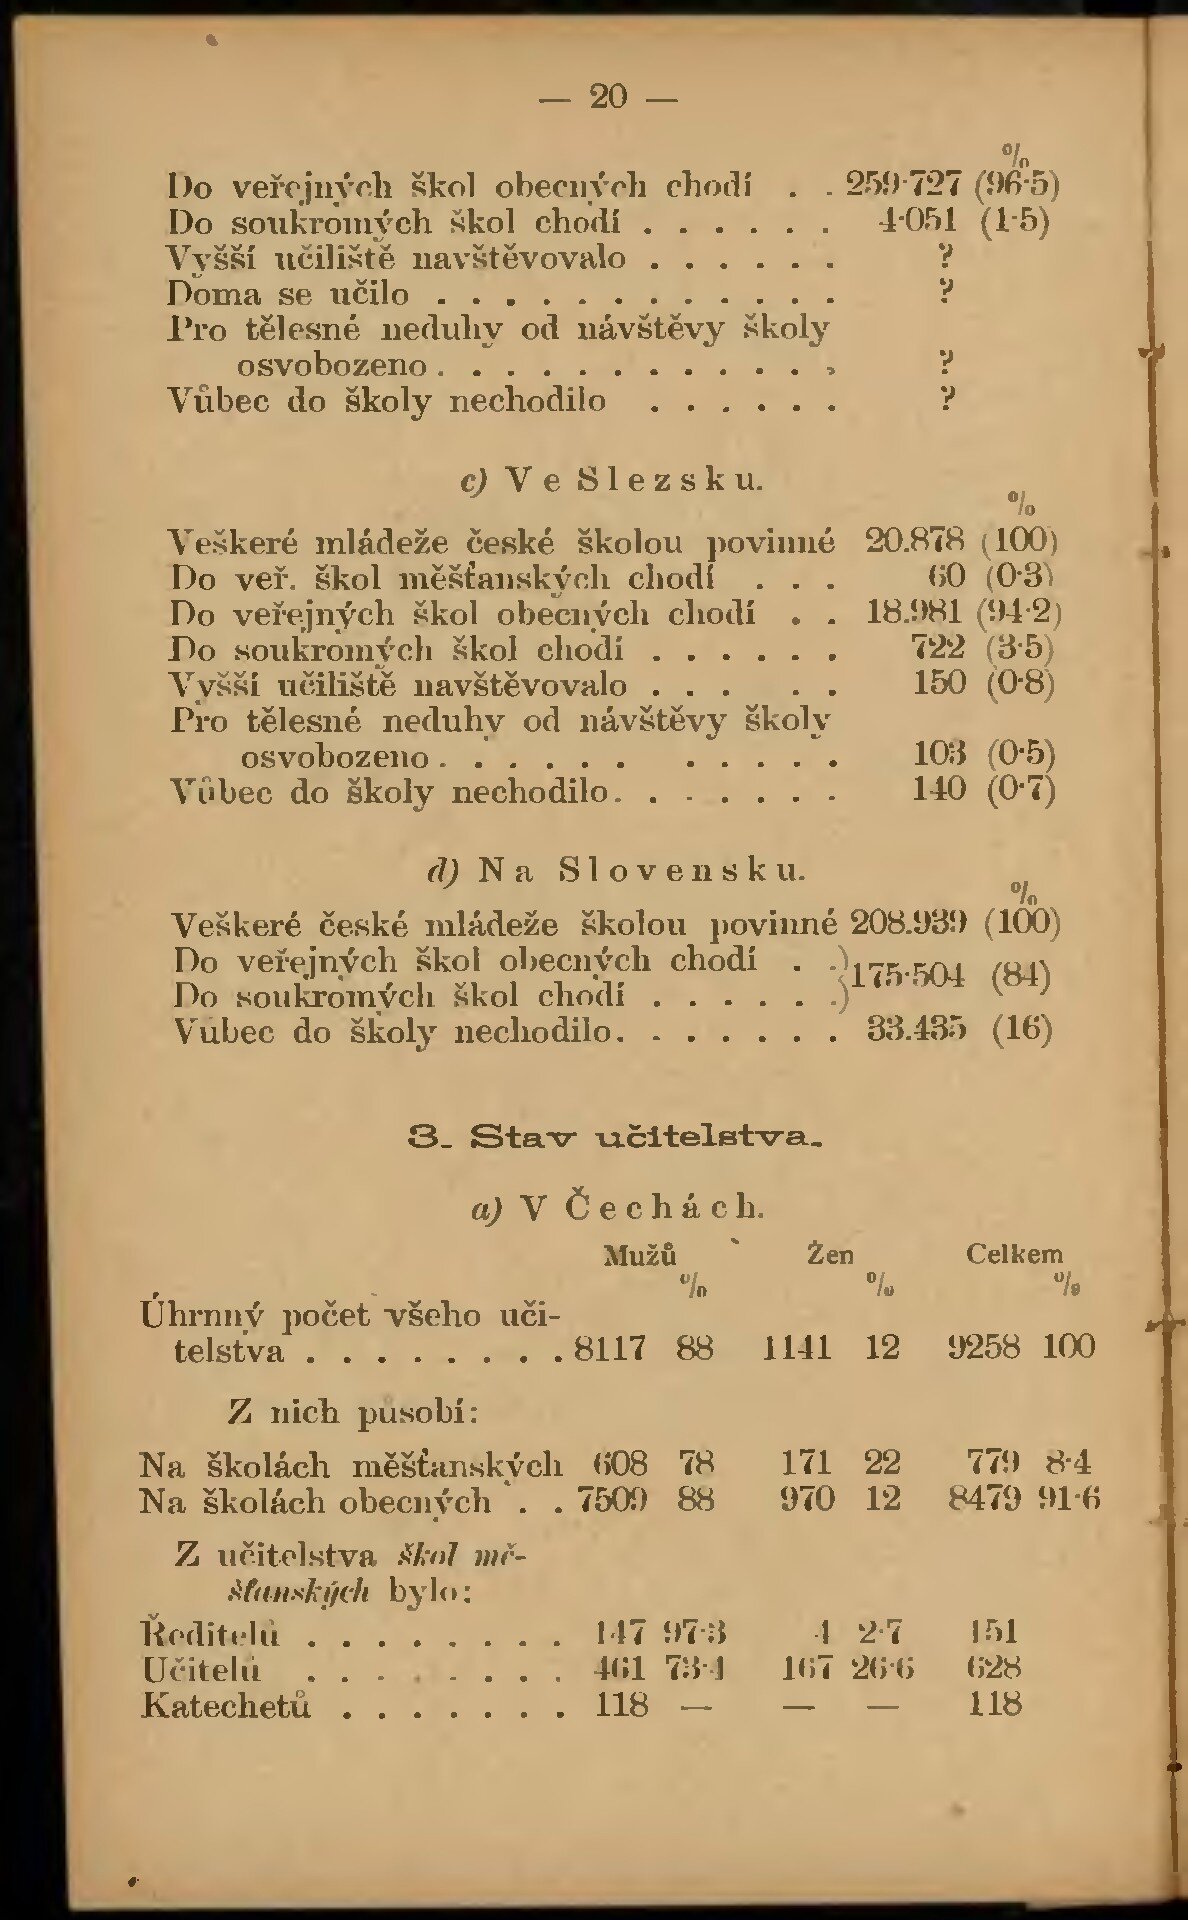 — 20 —
%
Do veřejných škol obecných chodí . . 259·727 (96·5)
Do soukromých škol chodí . . . . . . 4·051 (1·5)
Vyšší učiliště navštěvovalo . . . . . . ?
Doma se učilo . . . . . . . . . . . . ?
Pro tělesné neduhy od návštěvy školy
osvobozeno . . . . . . . . . . . . ?
Vůbec do školy nechodilo . . . . . . ?
c) Ve Slezsku.
%
Veškeré mládeže české školou povinné 20.878 (100)
Do veř. škol měšťanských chodí . . . 60 (0·3)
Do veřejných škol obecných chodí . . 18.981 (94·2)
Do soukromých škol chodí . . . . . . 722 (3·5)
Vyšší učiliště navštěvovalo . . . . . 150 (0·8)
Pro tělesné neduhy od návštěvy školy
osvobozeno . . . . . . . . . . . 103 (0·5)
Vůbec do školy nechodilo . . . . . . . 140 (0·7)
d) Na Slovensku.
%
Veškeré české mládeže školou povinné 208.939 (100)
Do veřejných škol obecných chodí . .) 175·504 (84)
Do soukromých škol chodí . . . . . .)
Vůbec do školy nechodilo . . . . . . . 33.435 (16)
3. Stav učitelstva.
a) V Čechách.
Mužů Žen Celkem
% % %
Úhrnný počet všeho uči-
telstva . . . . . . . . 8117 88 1141 12 9258 100
Z nich působí:
Na školách měšťanských 608 78 171 22 779 8·4
Na školách obecných . . 7509 88 970 12 8479 91·6
Z učitelstva škol mě-
šťanských bylo:
Ředitelů . . . . . . . . 147 97·3 4 2·7 151
Učitelů . . . . . . . . 461 73·4 167 26·6 628
Katechetů . . . . . . . 118 — — — 118